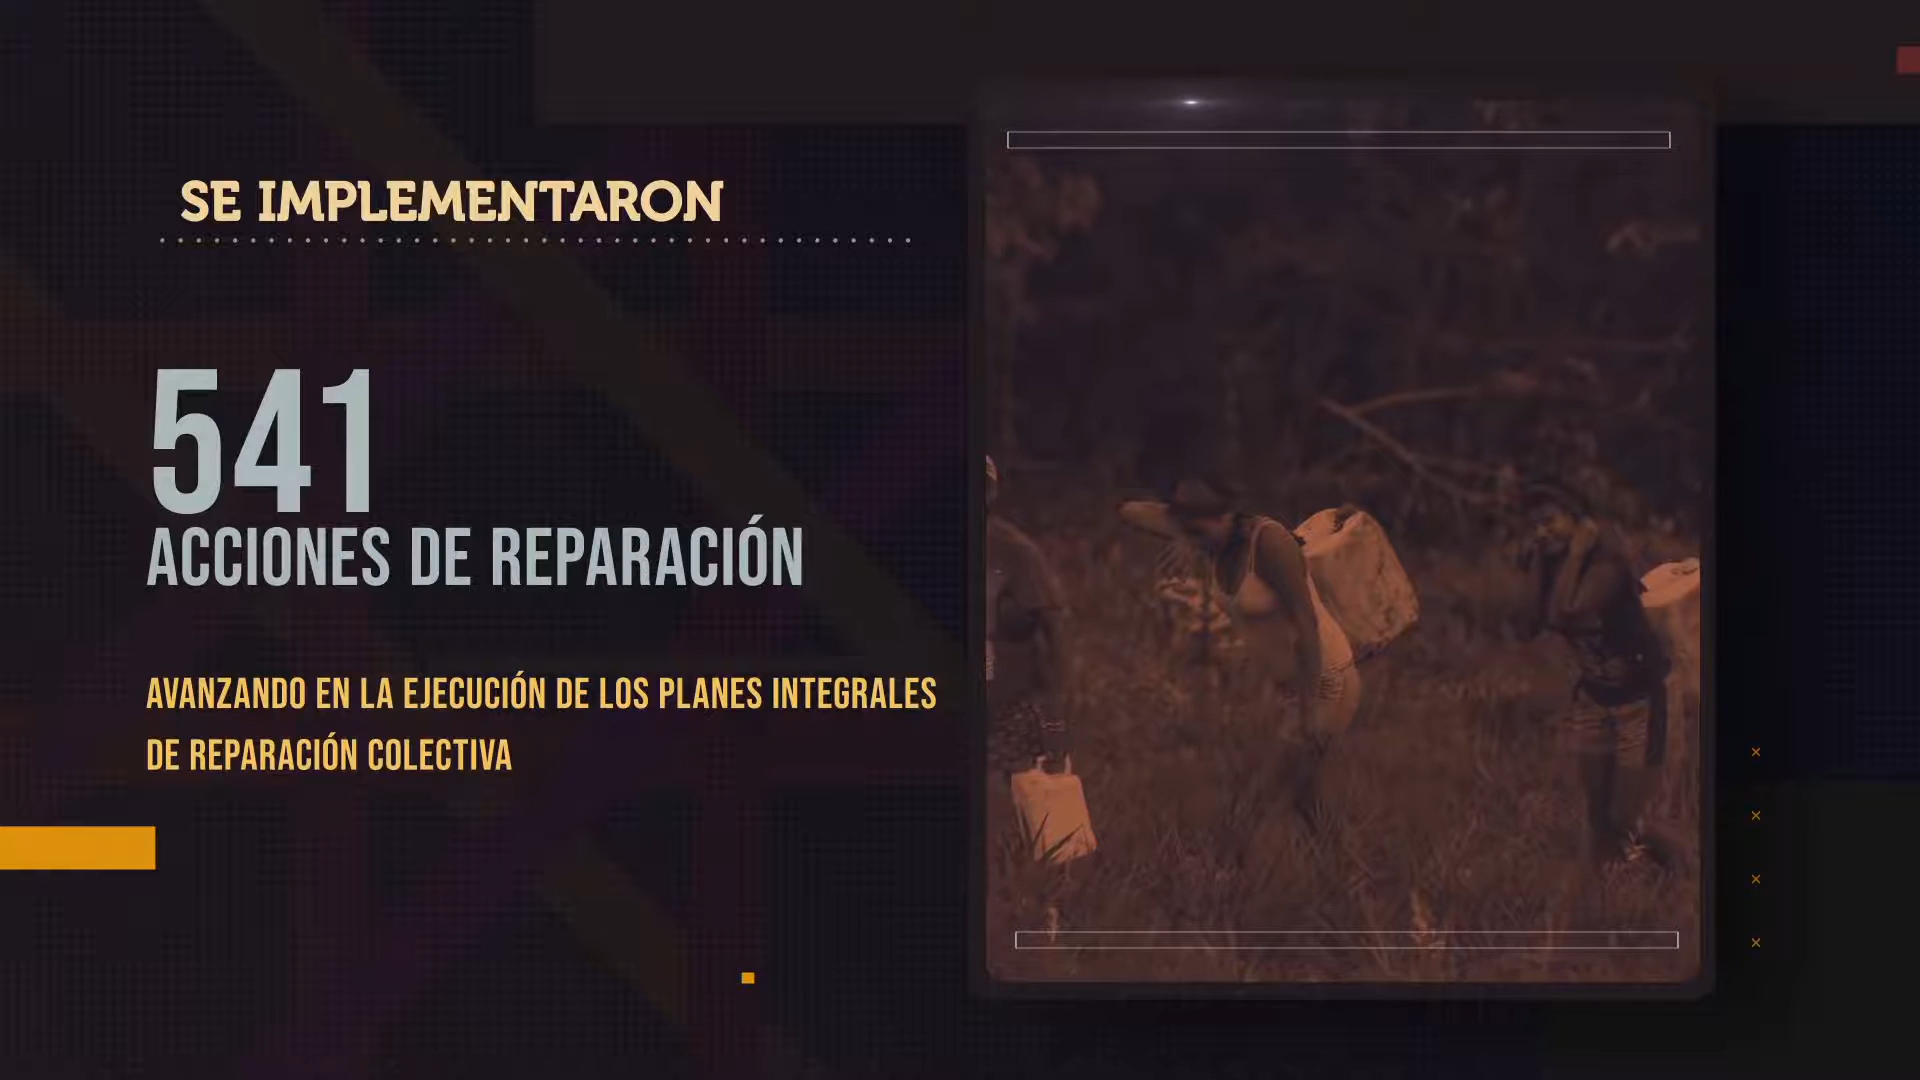 SE IMPLEMENTARON
541
ACCIONES DE REPARACIÓN
AVANZANDO EN LA EJECUCIÓN DE LOS PLANES INTEGRALES
DE REPARACIÓN COLECTIVA